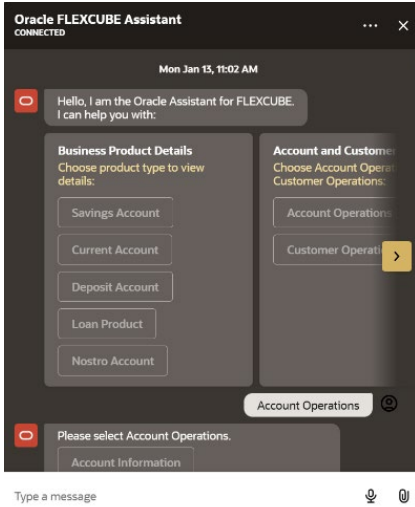 Oracle FLEXCUBE Assistant
CONNECTED
Mon Jan 13, 11:02 AM
Hello, I am the Oracle Assistant for FLEXCUBE.
I can help you with:
Business Product Details
Choose product type to view
details:
Savings Account
Current Account
Deposit Account
Loan Product
Nostro Account
Account and Customer
Choose Account Operat
Customer Operations:
Account Operations
Customer Operati
Account Operations
Please select Account Operations.
Account Information
Type a message